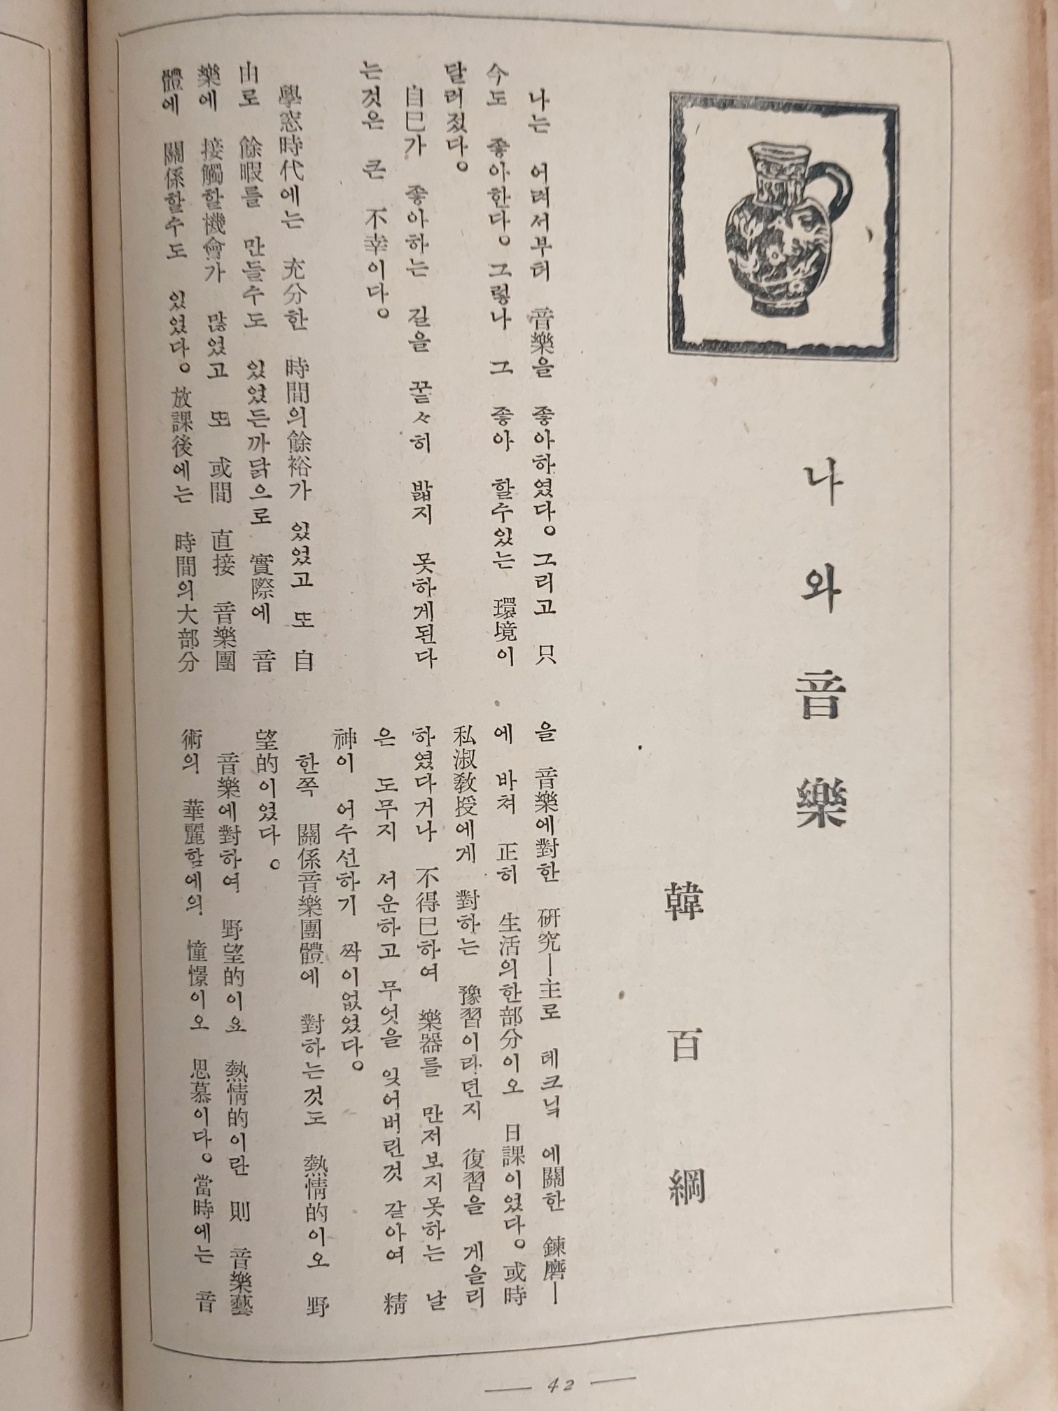 나와音樂
韓百綱
나는 어려서부터 音樂을 좋아하였다。그리고 只
今도 좋아한다。그렇나 그 좋아 할수있는 環境이
달러젔다。
自己가 좋아하는 길을 꿑々히 밟지 못하게된다
는것은 큰 不幸이다。
學窓時代에는 充分한 時間의餘裕가 있었고 또 自
由로 餘暇를 만들수도 있었든까닭으로 實際에 音
樂에 接觸할機會가 많었고 또 或間 直接 音樂團
體에 關係할수도 있었다。放課後에는 時間의大部分
을 音樂에對한 硏究―主로 테크닠 에關한 鍊磨―
에 바쳐 正히 生活의한部分이오 日課이었다。或時
私淑敎授에게 對하는 豫習이라던지 復習을 게을리
하였다거나 不得已하여 樂器를 만저보지못하는 날
은 도무지 서운하고 무엇을 잊어버린것 같아여 精
神이 어수선하기 짝이없었다。
한쪽 關係音樂團體에 對하는것도 熱情的이오 野
望的이었다。
音樂에對하여 野望的이요 熱情的이란 則 音樂藝
術의 華麗함에의 憧憬이오 思慕이다。當時에는 音
42